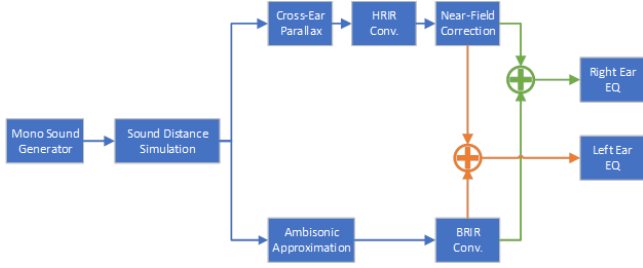 Cross-Ear
Parallax
HRIR
Conv.
Near-Field
Correction
Right Ear
EQ
Mono Sound
Generator
Sound Distance
Simulation
Left Ear
EQ
Ambisonic
Approximation
BRIR
Conv.